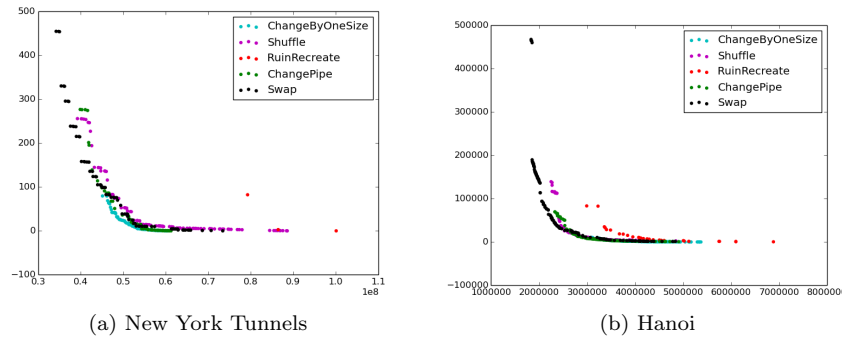 500
400
300
200
100
0
−100
0.3 0.4 0.5 0.6 0.7 0.8 0.9 1.0 1.1
1e8
ChangeByOneSize
Shuffle
RuinRecreate
ChangePipe
Swap
(a) New York Tunnels
500000
400000
300000
200000
100000
0
−100000
1000000 2000000 3000000 4000000 5000000 6000000 7000000 800000
ChangeByOneSize
Shuffle
RuinRecreate
ChangePipe
Swap
(b) Hanoi